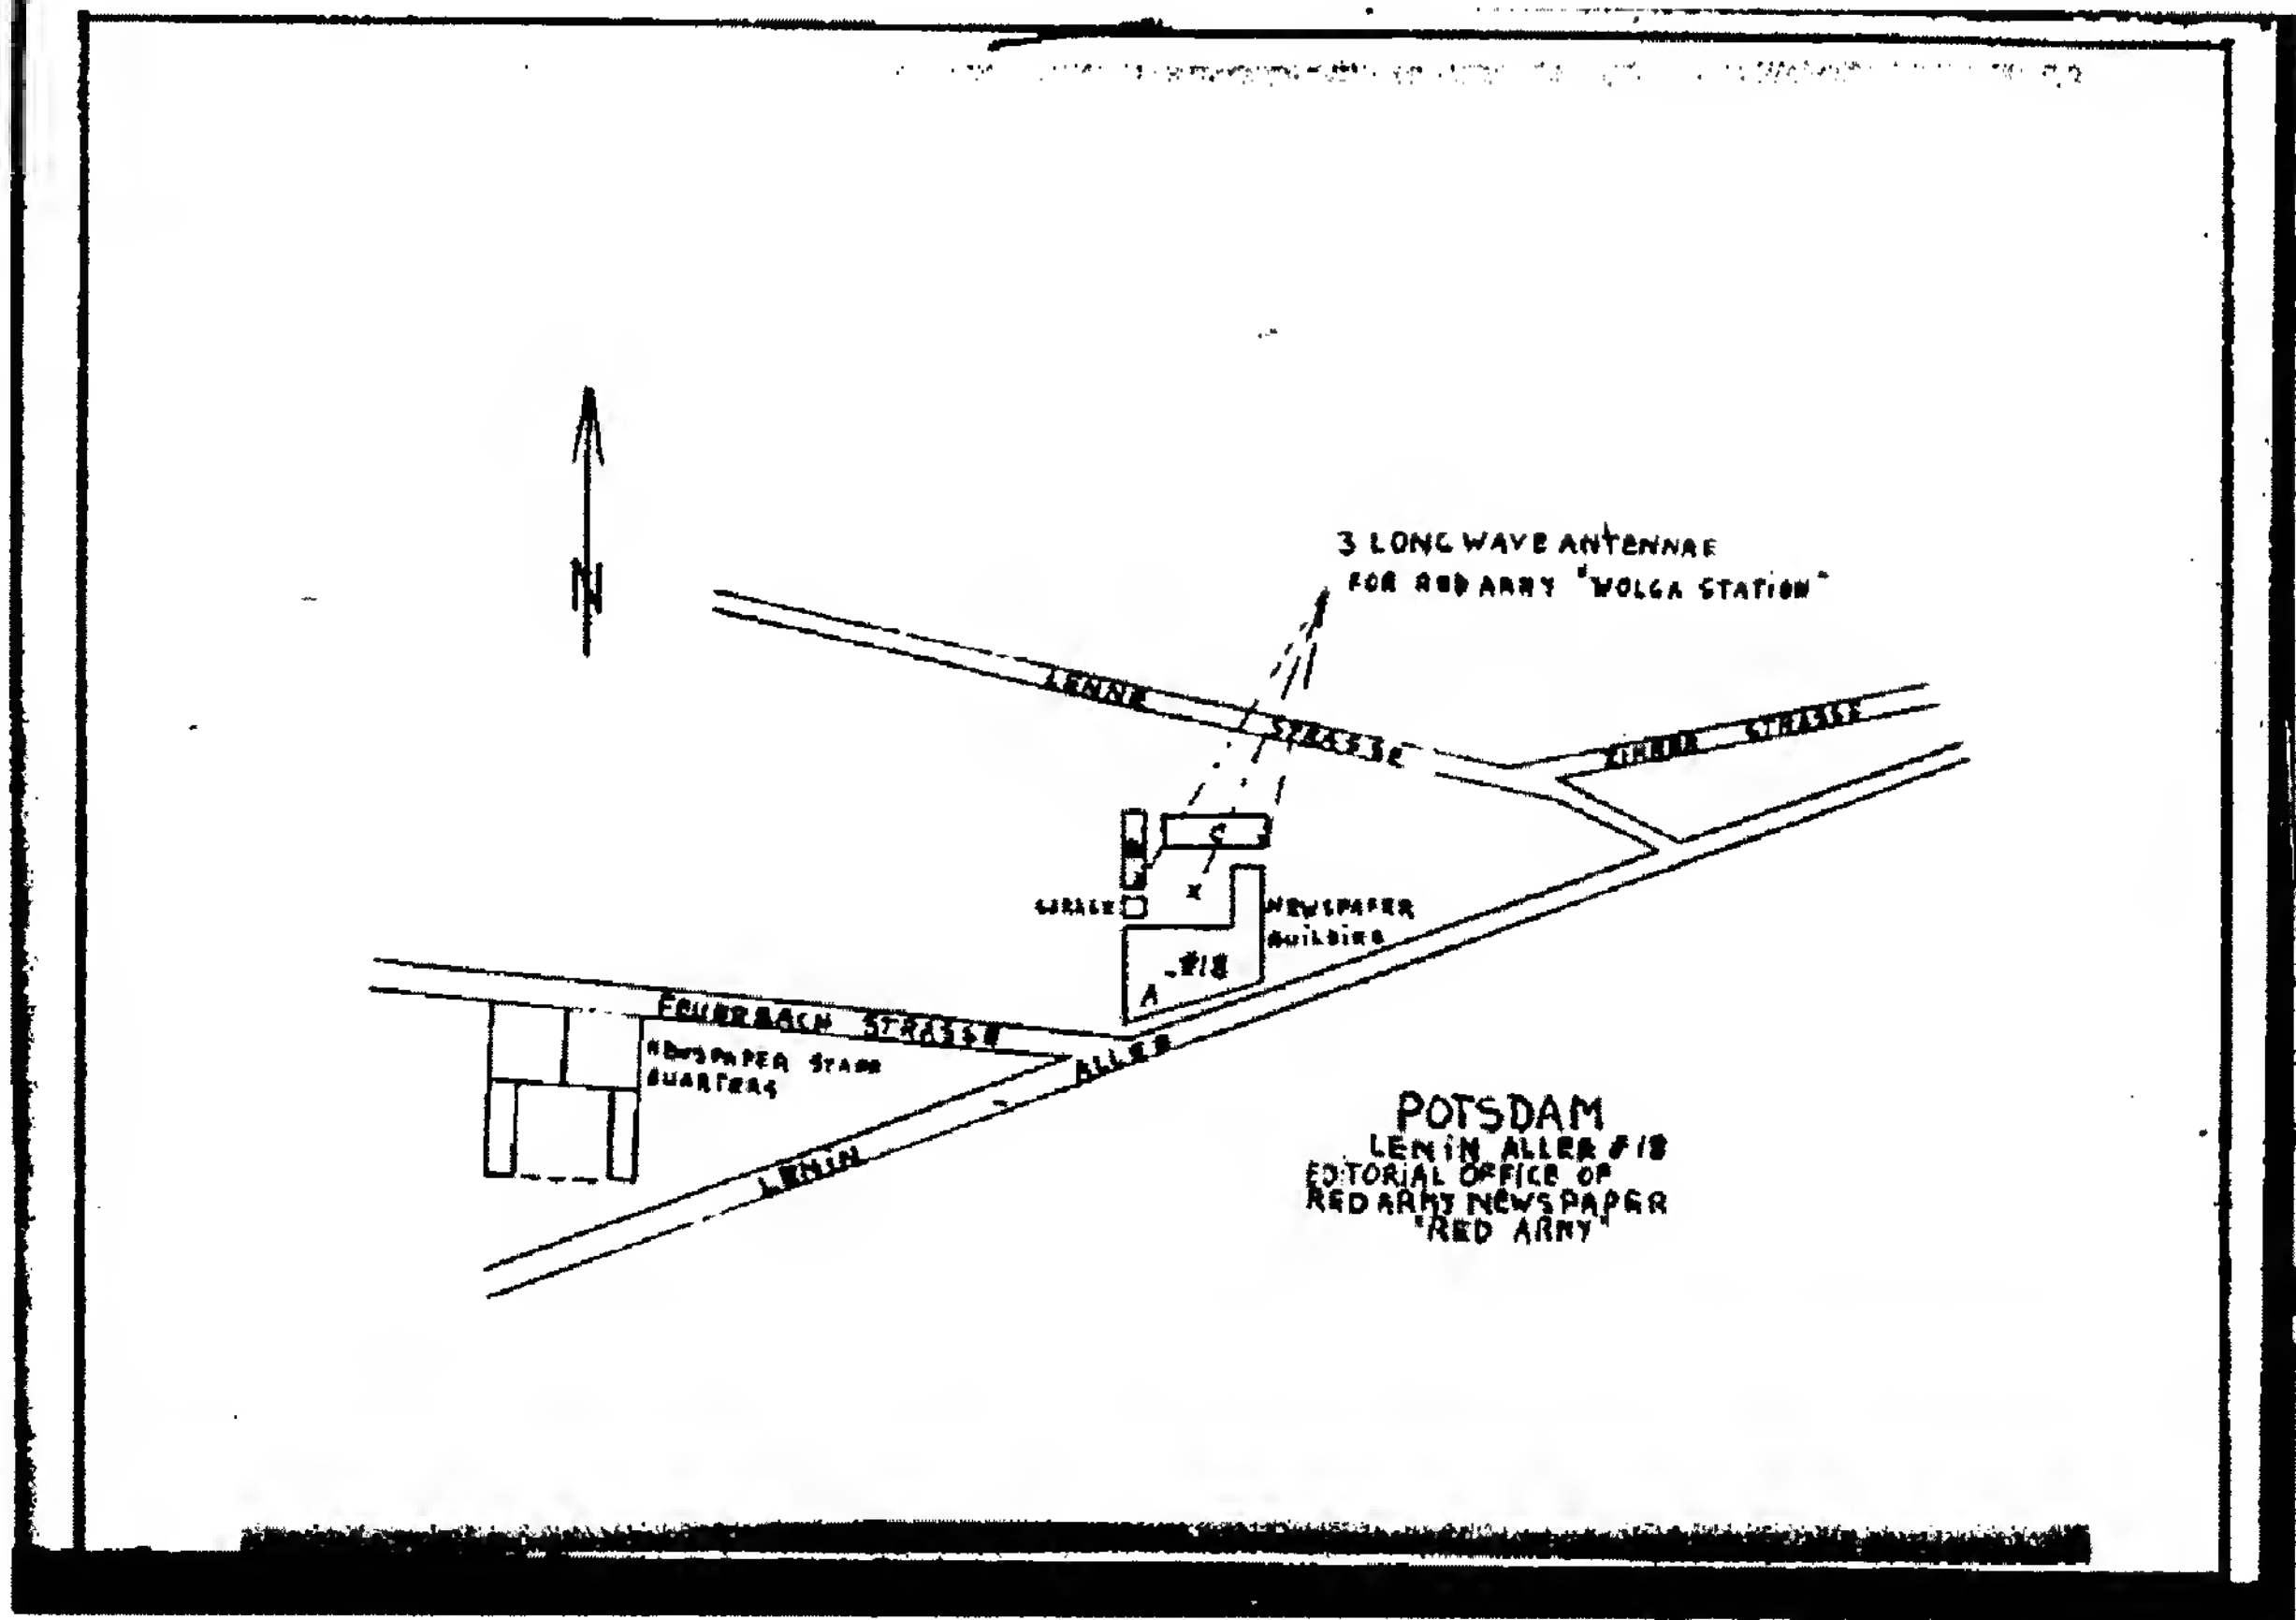 N
3 LONG WAVE ANTENNAE
FOR RED ARMY "WOLGA STATION"
LENNE STRASSE
ZIMMER STRASSE
C
X
GARAGE
NEWSPAPER
BUILDING
#18
A
FEUERBACH STRASSE
NEWSPAPER STAFF
QUARTERS
LENIN ALLEE
POTSDAM
LENIN ALLEE #18
EDITORIAL OFFICE OF
RED ARMY NEWSPAPER
"RED ARMY"